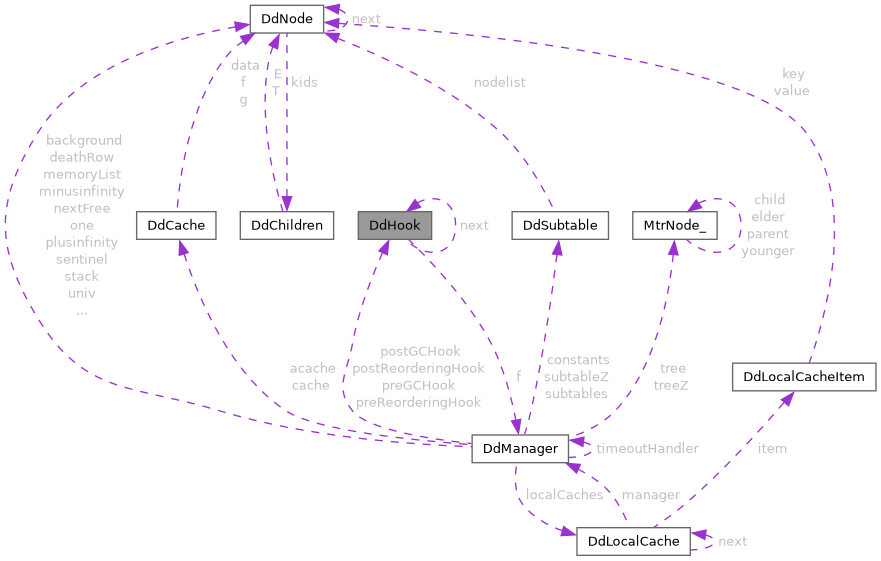 DdNode
next
data
f
g
E
T
kids
nodelist
key
value
background
deathRow
memoryList
minusinfinity
nextFree
one
plusinfinity
sentinel
stack
univ
...
DdCache
DdChildren
DdHook
next
DdSubtable
MtrNode_
child
elder
parent
younger
acache
cache
postGCHook
postReorderingHook
preGCHook
preReorderingHook
f
constants
subtableZ
subtables
tree
treeZ
DdLocalCacheItem
DdManager
timeoutHandler
item
localCaches
manager
DdLocalCache
next